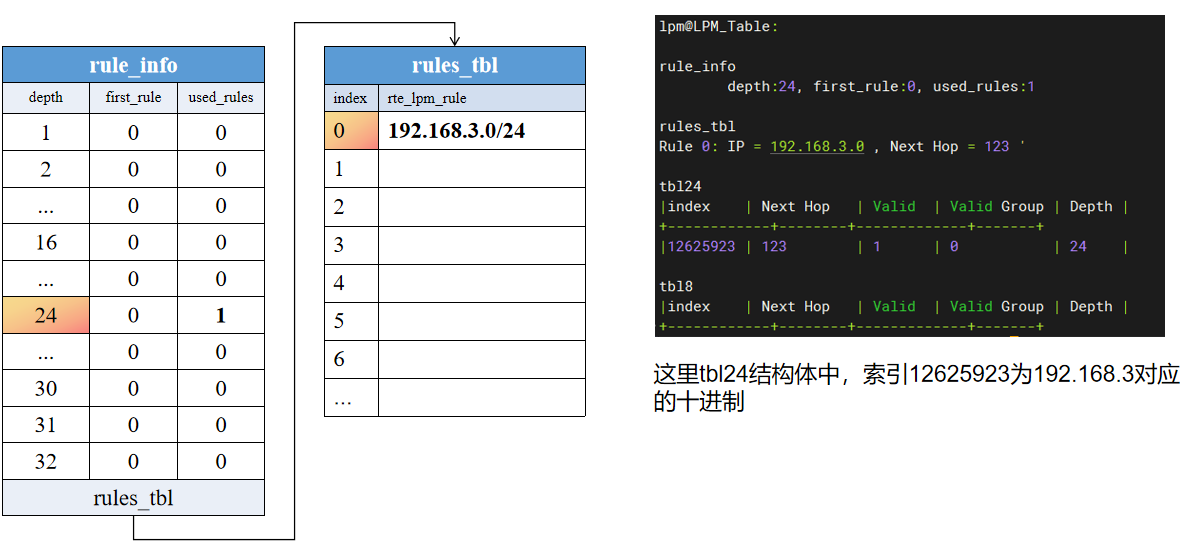 rule_info
depth first_rule used_rules
1 0 0
2 0 0
... 0 0
16 0 0
... 0 0
24 0 1
... 0 0
30 0 0
31 0 0
32 0 0
rules_tbl
rules_tbl
index rte_lpm_rule
0 192.168.3.0/24
1
2
3
4
5
6
...
lpm@LPM_Table:
rule_info
depth:24, first_rule:0, used_rules:1
rules_tbl
Rule 0: IP = 192.168.3.0 , Next Hop = 123 '
tbl24
|index | Next Hop | Valid | Valid Group | Depth |
+------------+--------+-------------+-------+
|12625923 | 123 | 1 | 0 | 24 |
tbl8
|index | Next Hop | Valid | Valid Group | Depth |
+------------+--------+-------------+-------+
这里tbl24结构体中，索引12625923为192.168.3对应
的十进制